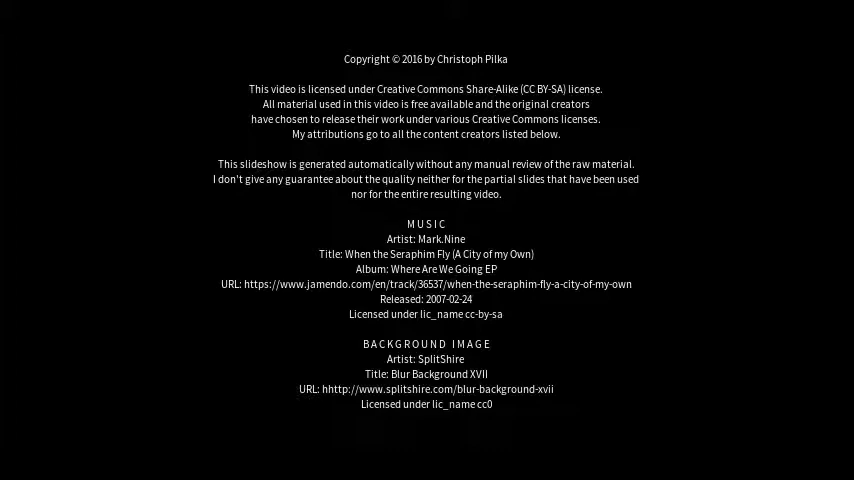 Copyright © 2016 by Christoph Pilka
This video is licensed under Creative Commons Share-Alike (CC BY-SA) license.
All material used in this video is free available and the original creators
have chosen to release their work under various Creative Commons licenses.
My attributions go to all the content creators listed below.
This slideshow is generated automatically without any manual review of the raw material.
I don't give any guarantee about the quality neither for the partial slides that have been used
nor for the entire resulting video.
MUSIC
Artist: Mark.Nine
Title: When the Seraphim Fly (A City of my Own)
Album: Where Are We Going EP
URL: https://www.jamendo.com/en/track/36537/when-the-seraphim-fly-a-city-of-my-own
Released: 2007-02-24
Licensed under lic_name cc-by-sa
BACKGROUND IMAGE
Artist: SplitShire
Title: Blur Background XVII
URL: hhttp://www.splitshire.com/blur-background-xvii
Licensed under lic_name cc0